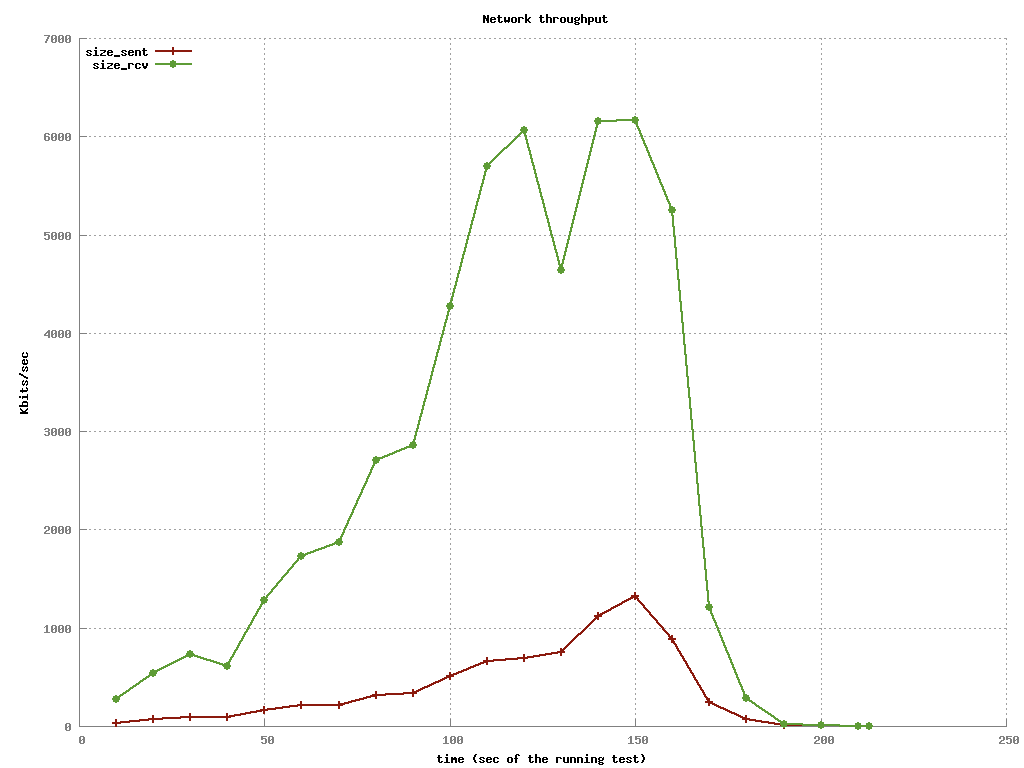 Network throughput
7000
size_sent
size_rcv
6000
5000
4000
Kbits/sec
3000
2000
1000
0
0 50 100 150 200 250
time (sec of the running test)